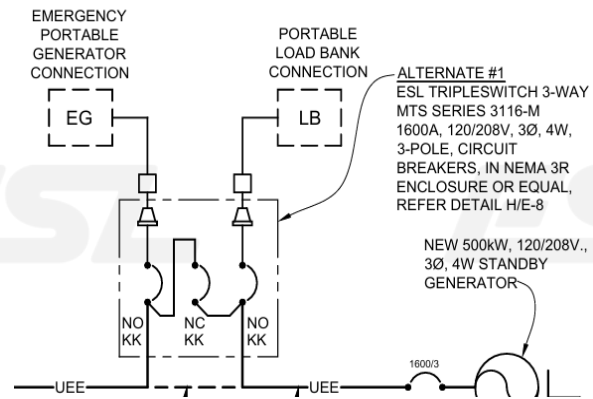 EMERGENCY
PORTABLE
GENERATOR
CONNECTION
EG
PORTABLE
LOAD BANK
CONNECTION
LB
ALTERNATE #1
ESL TRIPLESWITCH 3-WAY
MTS SERIES 3116-M
1600A, 120/208V, 3Ø, 4W,
3-POLE, CIRCUIT
BREAKERS, IN NEMA 3R
ENCLOSURE OR EQUAL,
REFER DETAIL H/E-8
NEW 500kW, 120/208V.,
3Ø, 4W STANDBY
GENERATOR
NO
KK
NC
KK
NO
KK
1600/3
UEE
UEE
ESL